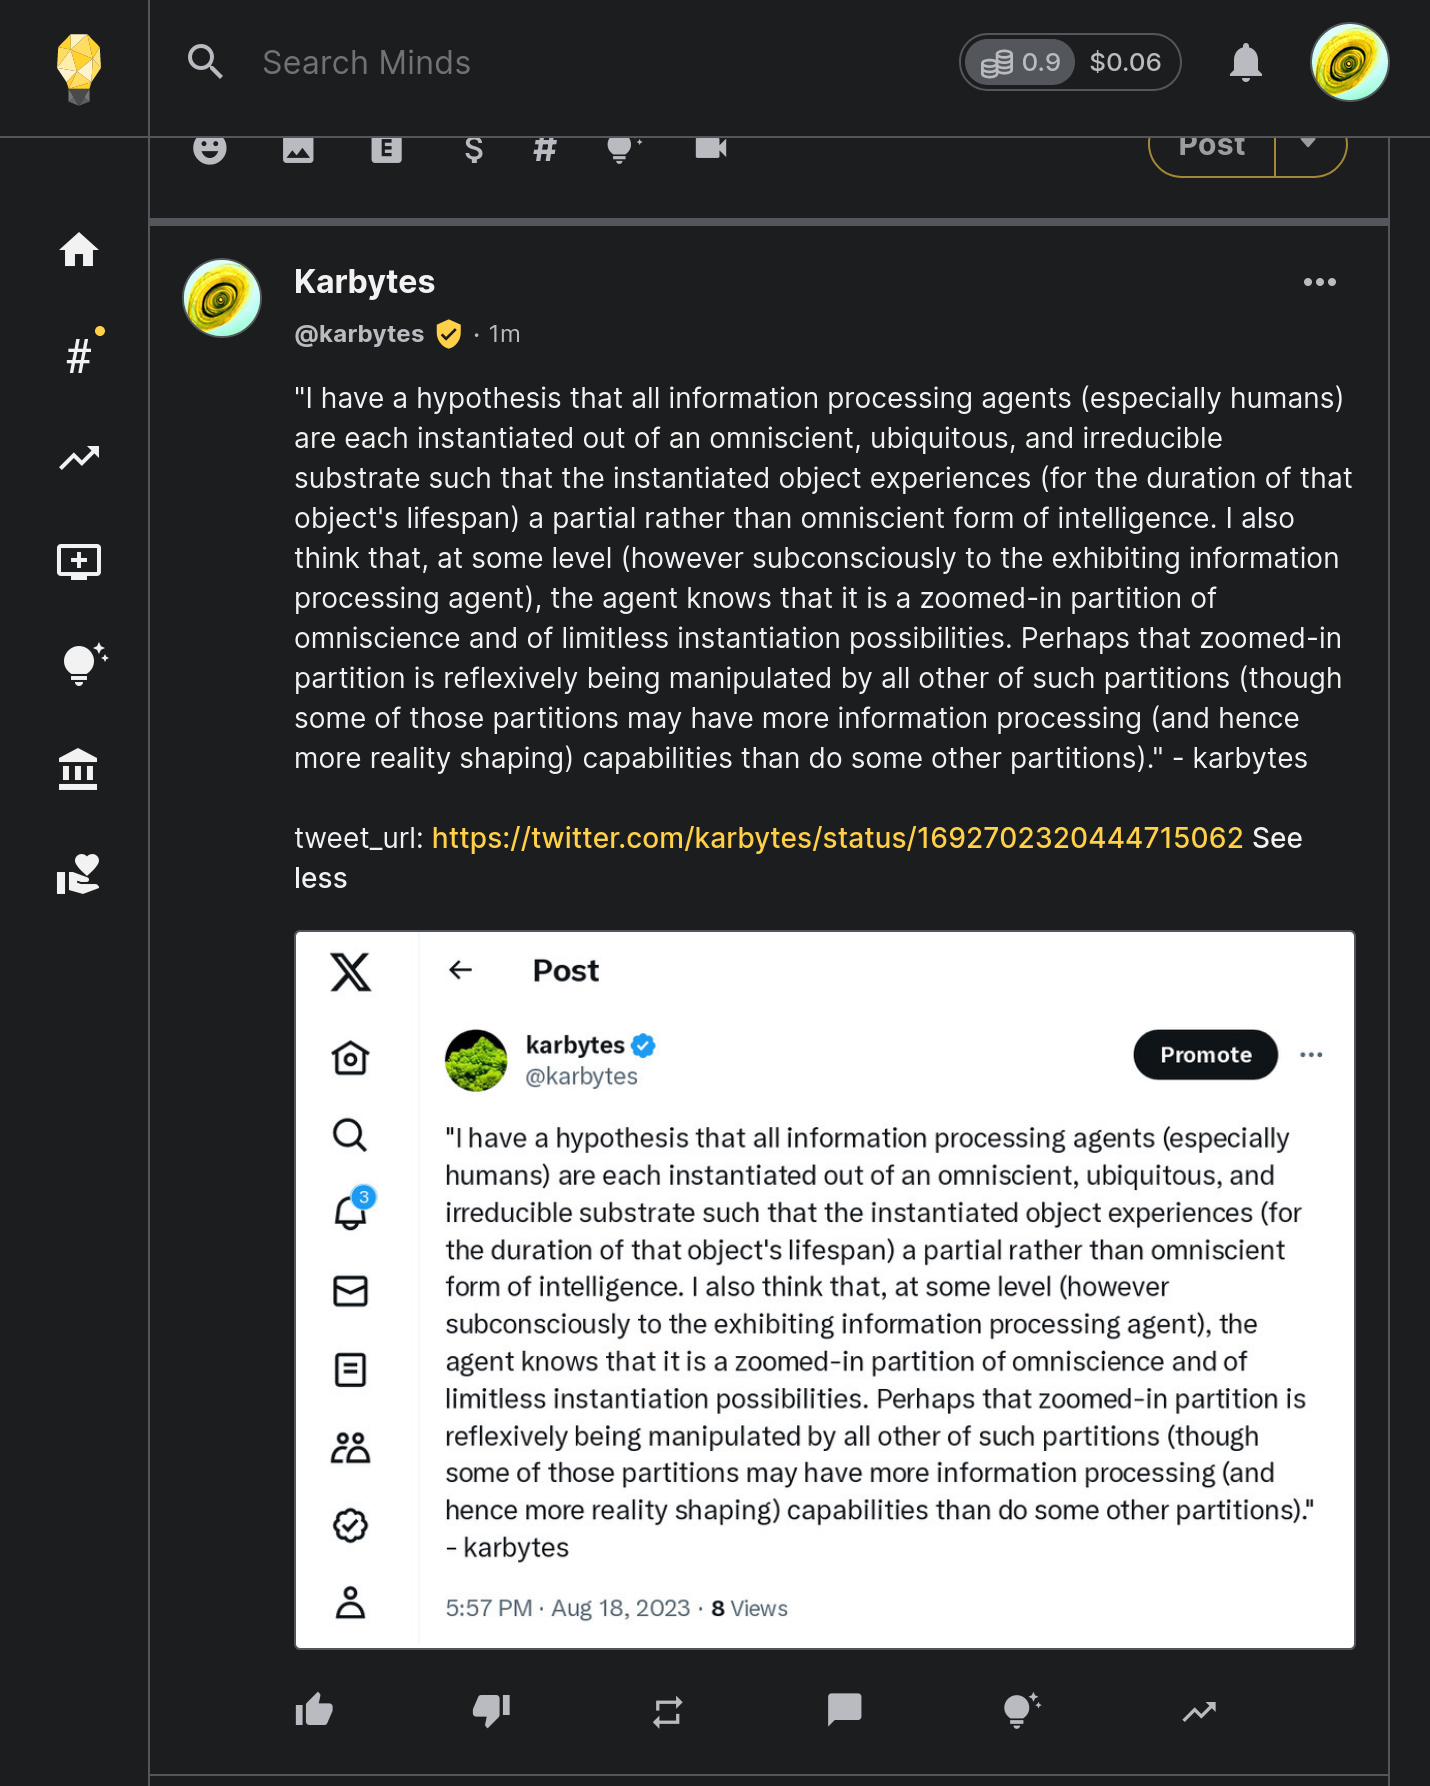 Search Minds
0.9 $0.06
E $ # Post
Karbytes
@karbytes · 1m
#
"I have a hypothesis that all information processing agents (especially humans)
are each instantiated out of an omniscient, ubiquitous, and irreducible
substrate such that the instantiated object experiences (for the duration of that
object's lifespan) a partial rather than omniscient form of intelligence. I also
think that, at some level (however subconsciously to the exhibiting information
processing agent), the agent knows that it is a zoomed-in partition of
omniscience and of limitless instantiation possibilities. Perhaps that zoomed-in
partition is reflexively being manipulated by all other of such partitions (though
some of those partitions may have more information processing (and hence
more reality shaping) capabilities than do some other partitions)." - karbytes
tweet_url: https://twitter.com/karbytes/status/1692702320444715062 See
less
X
Post
karbytes
@karbytes
Promote
3
"I have a hypothesis that all information processing agents (especially
humans) are each instantiated out of an omniscient, ubiquitous, and
irreducible substrate such that the instantiated object experiences (for
the duration of that object's lifespan) a partial rather than omniscient
form of intelligence. I also think that, at some level (however
subconsciously to the exhibiting information processing agent), the
agent knows that it is a zoomed-in partition of omniscience and of
limitless instantiation possibilities. Perhaps that zoomed-in partition is
reflexively being manipulated by all other of such partitions (though
some of those partitions may have more information processing (and
hence more reality shaping) capabilities than do some other partitions)."
- karbytes
5:57 PM · Aug 18, 2023 · 8 Views